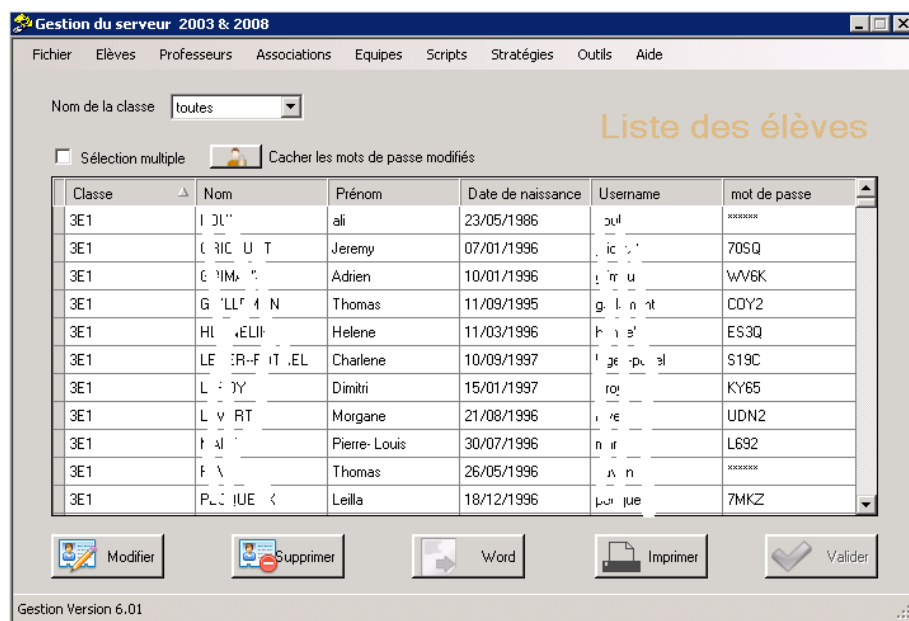 Gestion du serveur 2003 & 2008
Fichier Elèves Professeurs Associations Equipes Scripts Stratégies Outils Aide
Nom de la classe toutes
Liste des élèves
Sélection multiple Cacher les mots de passe modifiés
Classe Nom Prénom Date de naissance Username mot de passe
3E1 ali 23/05/1986 ******
3E1 Jeremy 07/01/1996 70SQ
3E1 Adrien 10/01/1996 WV6K
3E1 Thomas 11/09/1995 COY2
3E1 Helene 11/03/1996 ES3Q
3E1 Charlene 10/09/1997 S19C
3E1 Dimitri 15/01/1997 KY65
3E1 Morgane 21/08/1996 UDN2
3E1 Pierre- Louis 30/07/1996 L692
3E1 Thomas 26/05/1996 ******
3E1 Leilla 18/12/1996 7MKZ
Modifier Supprimer Word Imprimer Valider
Gestion Version 6.01